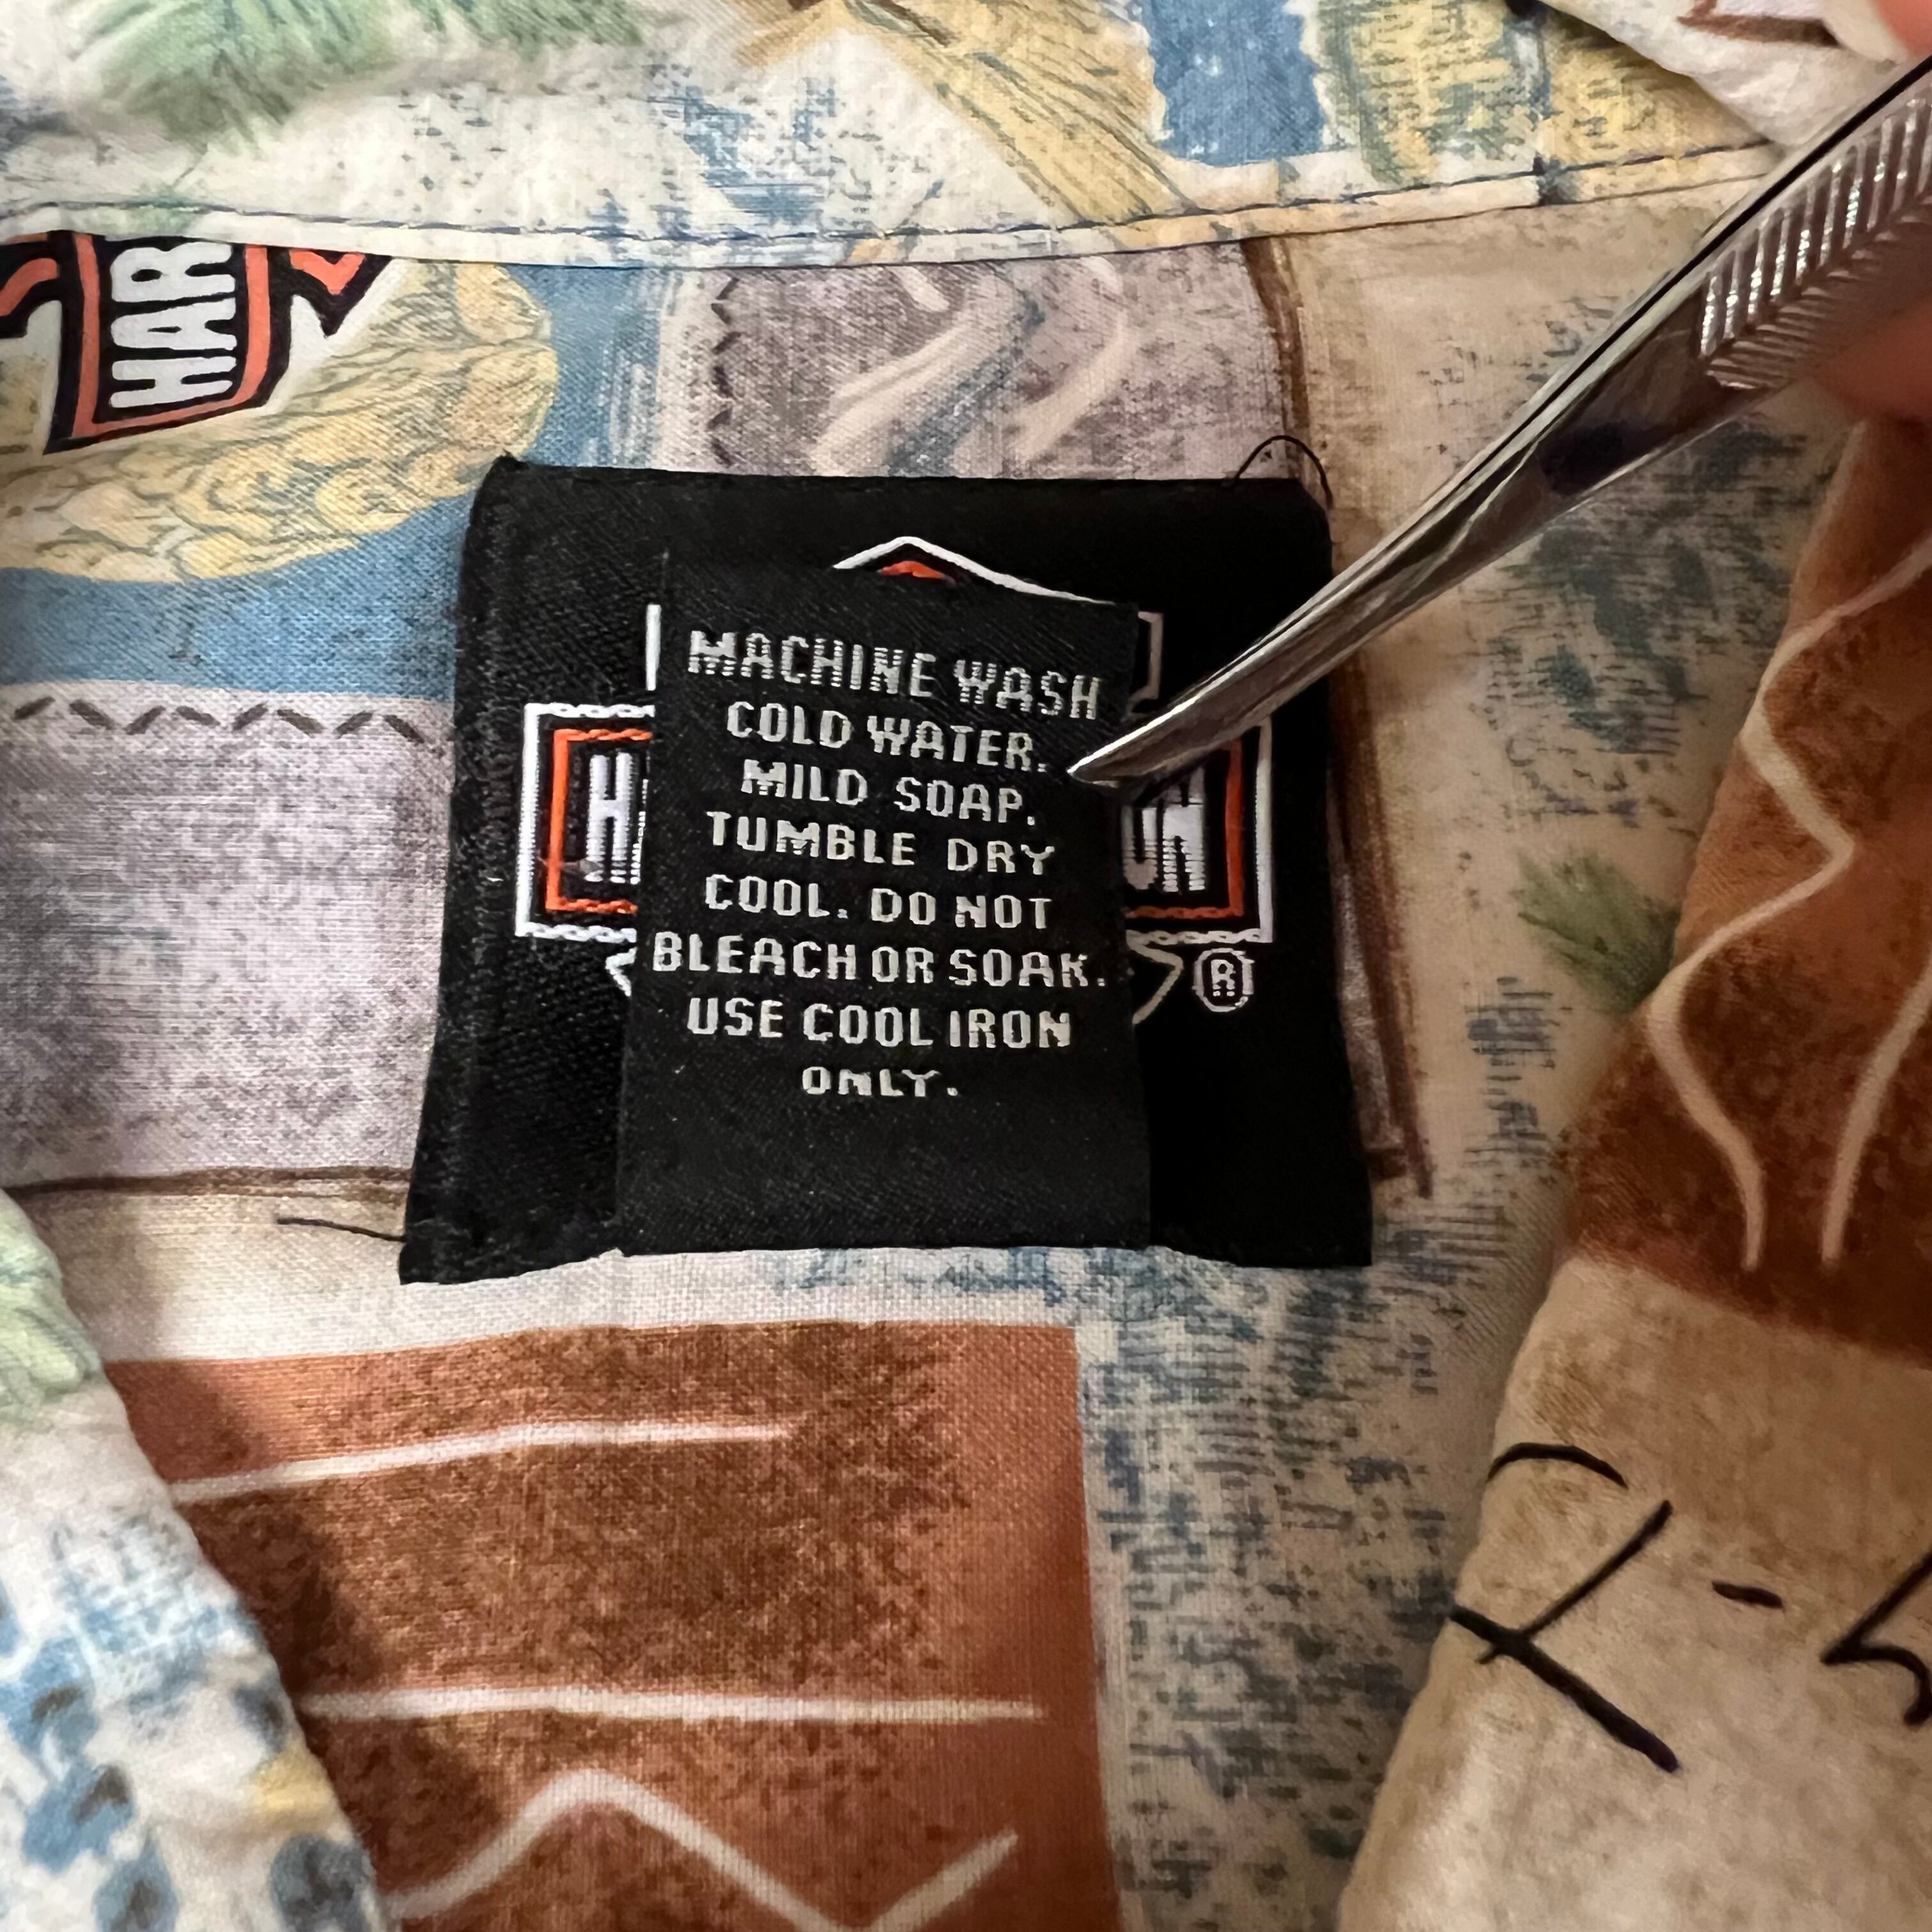 HAR
MACHINE WASH
COLD WATER.
MILD SOAP.
TUMBLE DRY
COOL. DO NOT
BLEACH OR SOAK.
USE COOL IRON
ONLY.
®